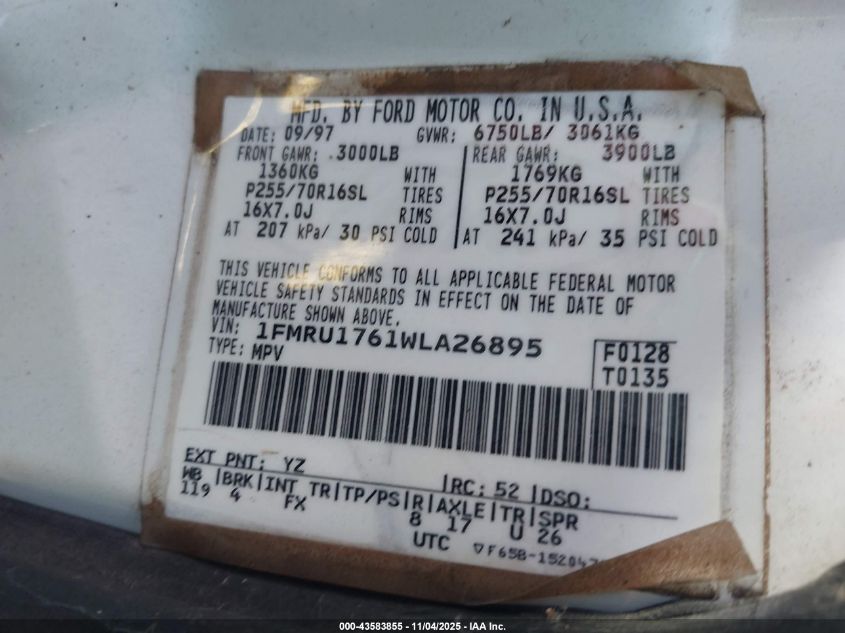 MFD. BY FORD MOTOR CO. IN U.S.A.
DATE: 09/97 GVWR: 6750LB/ 3061KG
FRONT GAWR: 3000LB REAR GAWR: 3900LB
1360KG WITH 1769KG WITH
P255/70R16SL TIRES P255/70R16SL TIRES
16X7.0J RIMS 16X7.0J RIMS
AT 207 kPa/ 30 PSI COLD AT 241 kPa/ 35 PSI COLD
THIS VEHICLE CONFORMS TO ALL APPLICABLE FEDERAL MOTOR
VEHICLE SAFETY STANDARDS IN EFFECT ON THE DATE OF
MANUFACTURE SHOWN ABOVE.
VIN: 1FMRU1761WLA26895 F0128
TYPE: MPV T0135
EXT PNT: YZ RC: 52 DSO:
WB BRK INT TR TP/PS R AXLE TR SPR
119 4 FX 8 17 U 26
UTC ▽F65B-152047
000-43583855 - 11/04/2025 - IAA Inc.